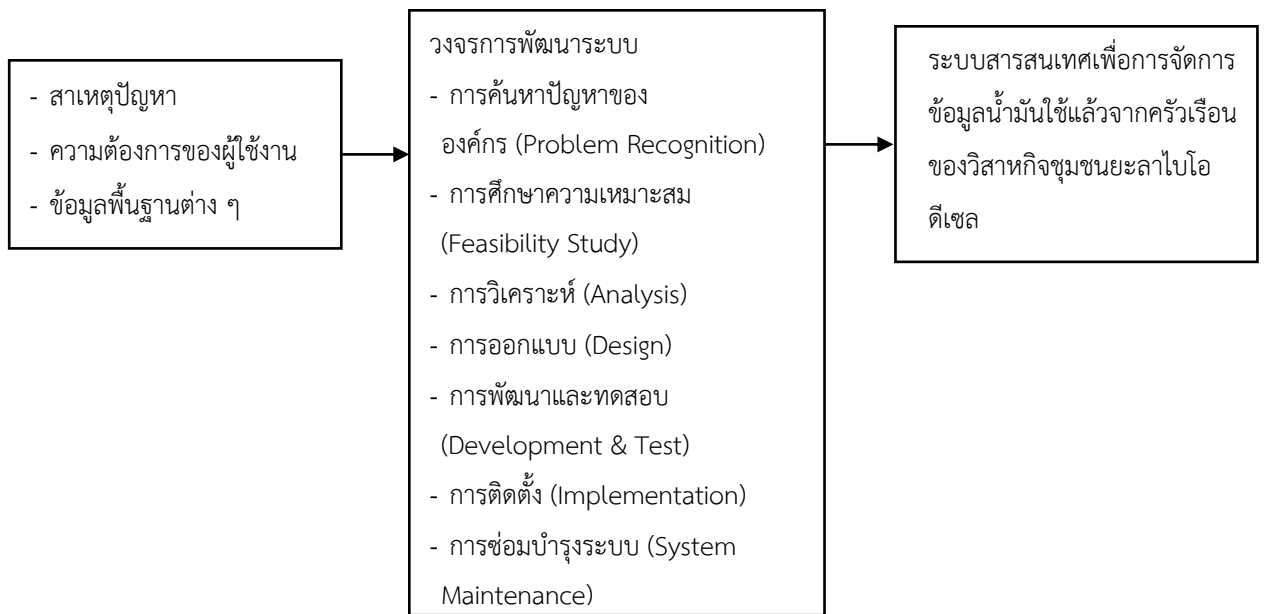 - สาเหตุปัญหา
- ความต้องการของผู้ใช้งาน
- ข้อมูลพื้นฐานต่าง ๆ
วงจรการพัฒนาระบบ
- การค้นหาปัญหาของ
องค์กร (Problem Recognition)
- การศึกษาความเหมาะสม
(Feasibility Study)
- การวิเคราะห์ (Analysis)
- การออกแบบ (Design)
- การพัฒนาและทดสอบ
(Development & Test)
- การติดตั้ง (Implementation)
- การซ่อมบำรุงระบบ (System
Maintenance)
ระบบสารสนเทศเพื่อการจัดการ
ข้อมูลน้ำมันใช้แล้วจากครัวเรือน
ของวิสาหกิจชุมชนยะลาไบโอ
ดีเซล